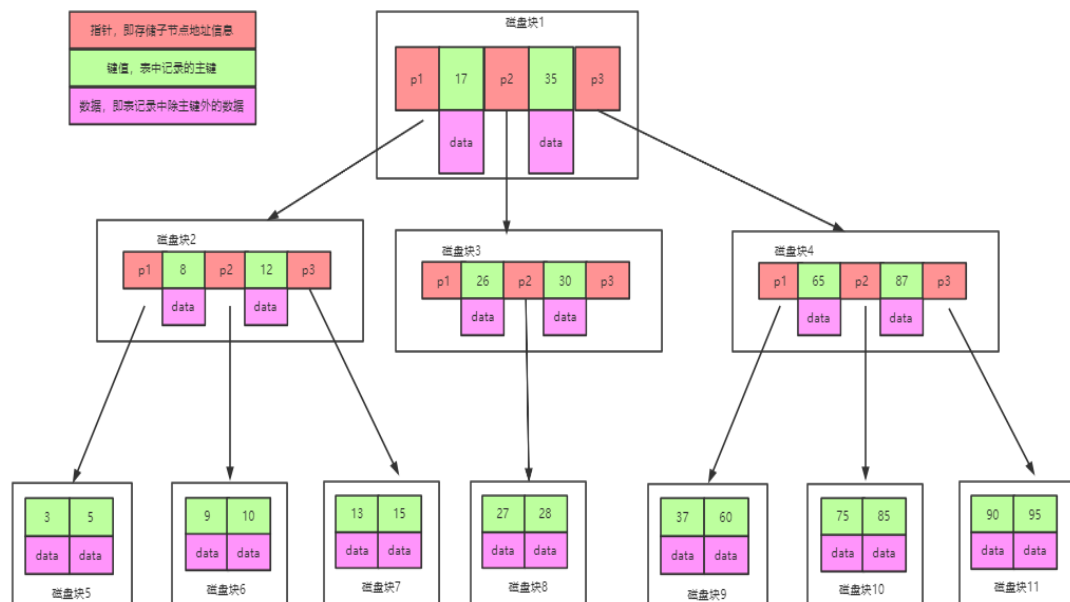 指针，即存储子节点地址信息
键值，表中记录的主键
数据，即表记录中除主键外的数据
磁盘块1
p1 17 p2 35 p3
data data
磁盘块2
p1 8 p2 12 p3
data data
磁盘块3
p1 26 p2 30 p3
data data
磁盘块4
p1 65 p2 87 p3
data data
3 5
data data
磁盘块5
9 10
data data
磁盘块6
13 15
data data
磁盘块7
27 28
data data
磁盘块8
37 60
data data
磁盘块9
75 85
data data
磁盘块10
90 95
data data
磁盘块11